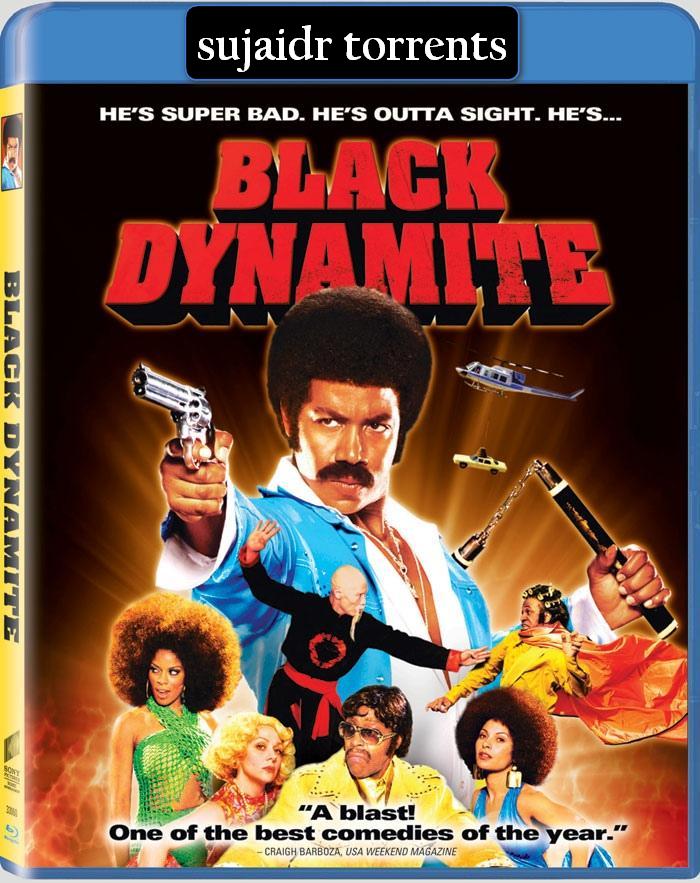 sujaidr torrents
HE'S SUPER BAD. HE'S OUTTA SIGHT. HE'S...
BLACK
DYNAMITE
BLACK DYNAMITE
SONY
"A blast!
One of the best comedies of the year."
– CRAIGH BARBOZA, USA WEEKEND MAGAZINE